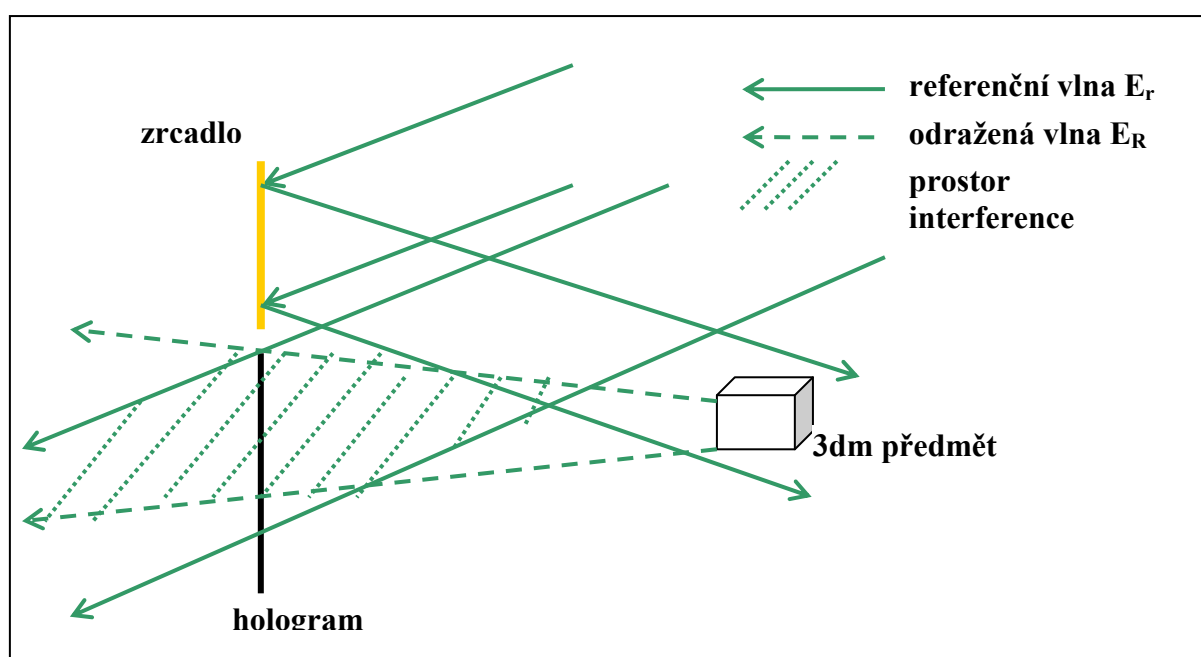 referenční vlna Er
zrcadlo
odražená vlna ER
prostor
interference
3dm předmět
hologram